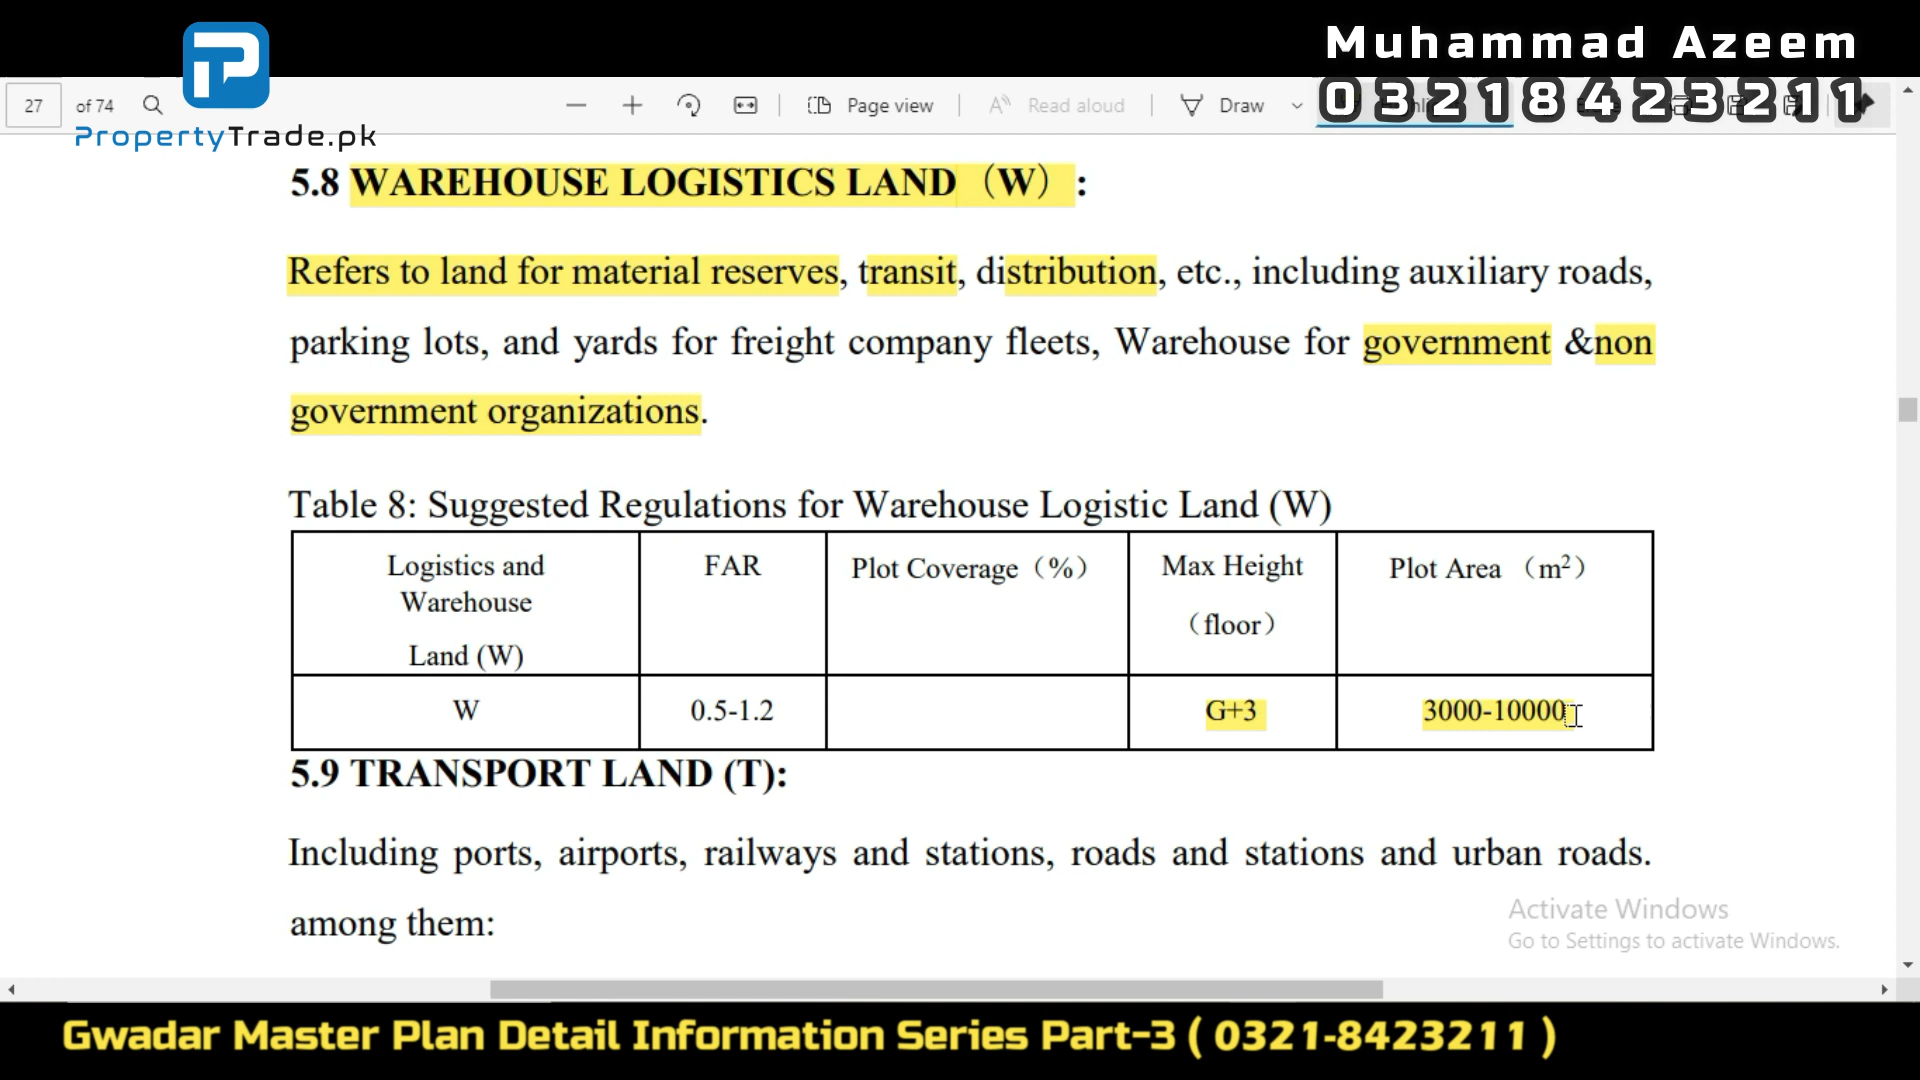 Muhammad Azeem
27 of 74 Page view Read aloud Draw
03218423211
PropertyTrade.pk
5.8 WAREHOUSE LOGISTICS LAND（W）:
Refers to land for material reserves, transit, distribution, etc., including auxiliary roads,
parking lots, and yards for freight company fleets, Warehouse for government &non
government organizations.
Table 8: Suggested Regulations for Warehouse Logistic Land (W)
Logistics and Warehouse Land (W) FAR Plot Coverage（%） Max Height （floor） Plot Area （m²）
W 0.5-1.2 G+3 3000-10000
5.9 TRANSPORT LAND (T):
Including ports, airports, railways and stations, roads and stations and urban roads.
among them:
Activate Windows
Go to Settings to activate Windows.
Gwadar Master Plan Detail Information Series Part-3 ( 0321-8423211 )